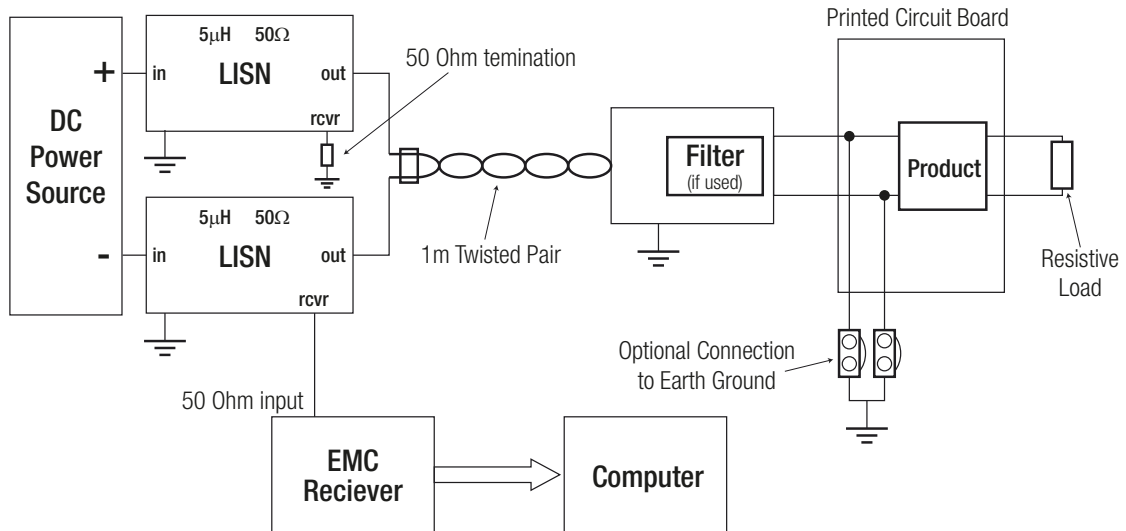 Printed Circuit Board
5μH 50Ω
LISN
in
out
rcvr
50 Ohm temination
+
DC
Power
Source
-
5μH 50Ω
LISN
in
out
rcvr
1m Twisted Pair
Filter
(if used)
Product
Resistive
Load
Optional Connection
to Earth Ground
50 Ohm input
EMC
Reciever
Computer